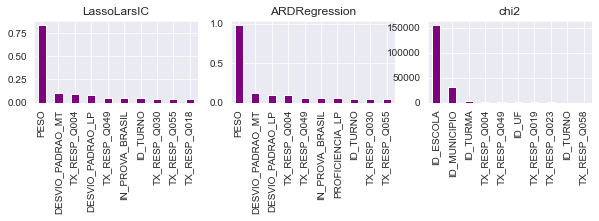 LassoLarsIC
0.75
0.50
0.25
0.00
PESO
DESVIO_PADRAO_MT
TX_RESP_Q004
DESVIO_PADRAO_LP
TX_RESP_Q049
IN_PROVA_BRASIL
ID_TURNO
TX_RESP_Q030
TX_RESP_Q055
TX_RESP_Q018
ARDRegression
1.0
0.5
0.0
PESO
DESVIO_PADRAO_MT
DESVIO_PADRAO_LP
TX_RESP_Q004
TX_RESP_Q049
IN_PROVA_BRASIL
PROFICIENCIA_LP
ID_TURNO
TX_RESP_Q030
TX_RESP_Q055
chi2
150000
100000
50000
0
ID_ESCOLA
ID_MUNICIPIO
ID_TURMA
TX_RESP_Q004
TX_RESP_Q049
ID_UF
TX_RESP_Q019
TX_RESP_Q023
ID_TURNO
TX_RESP_Q058